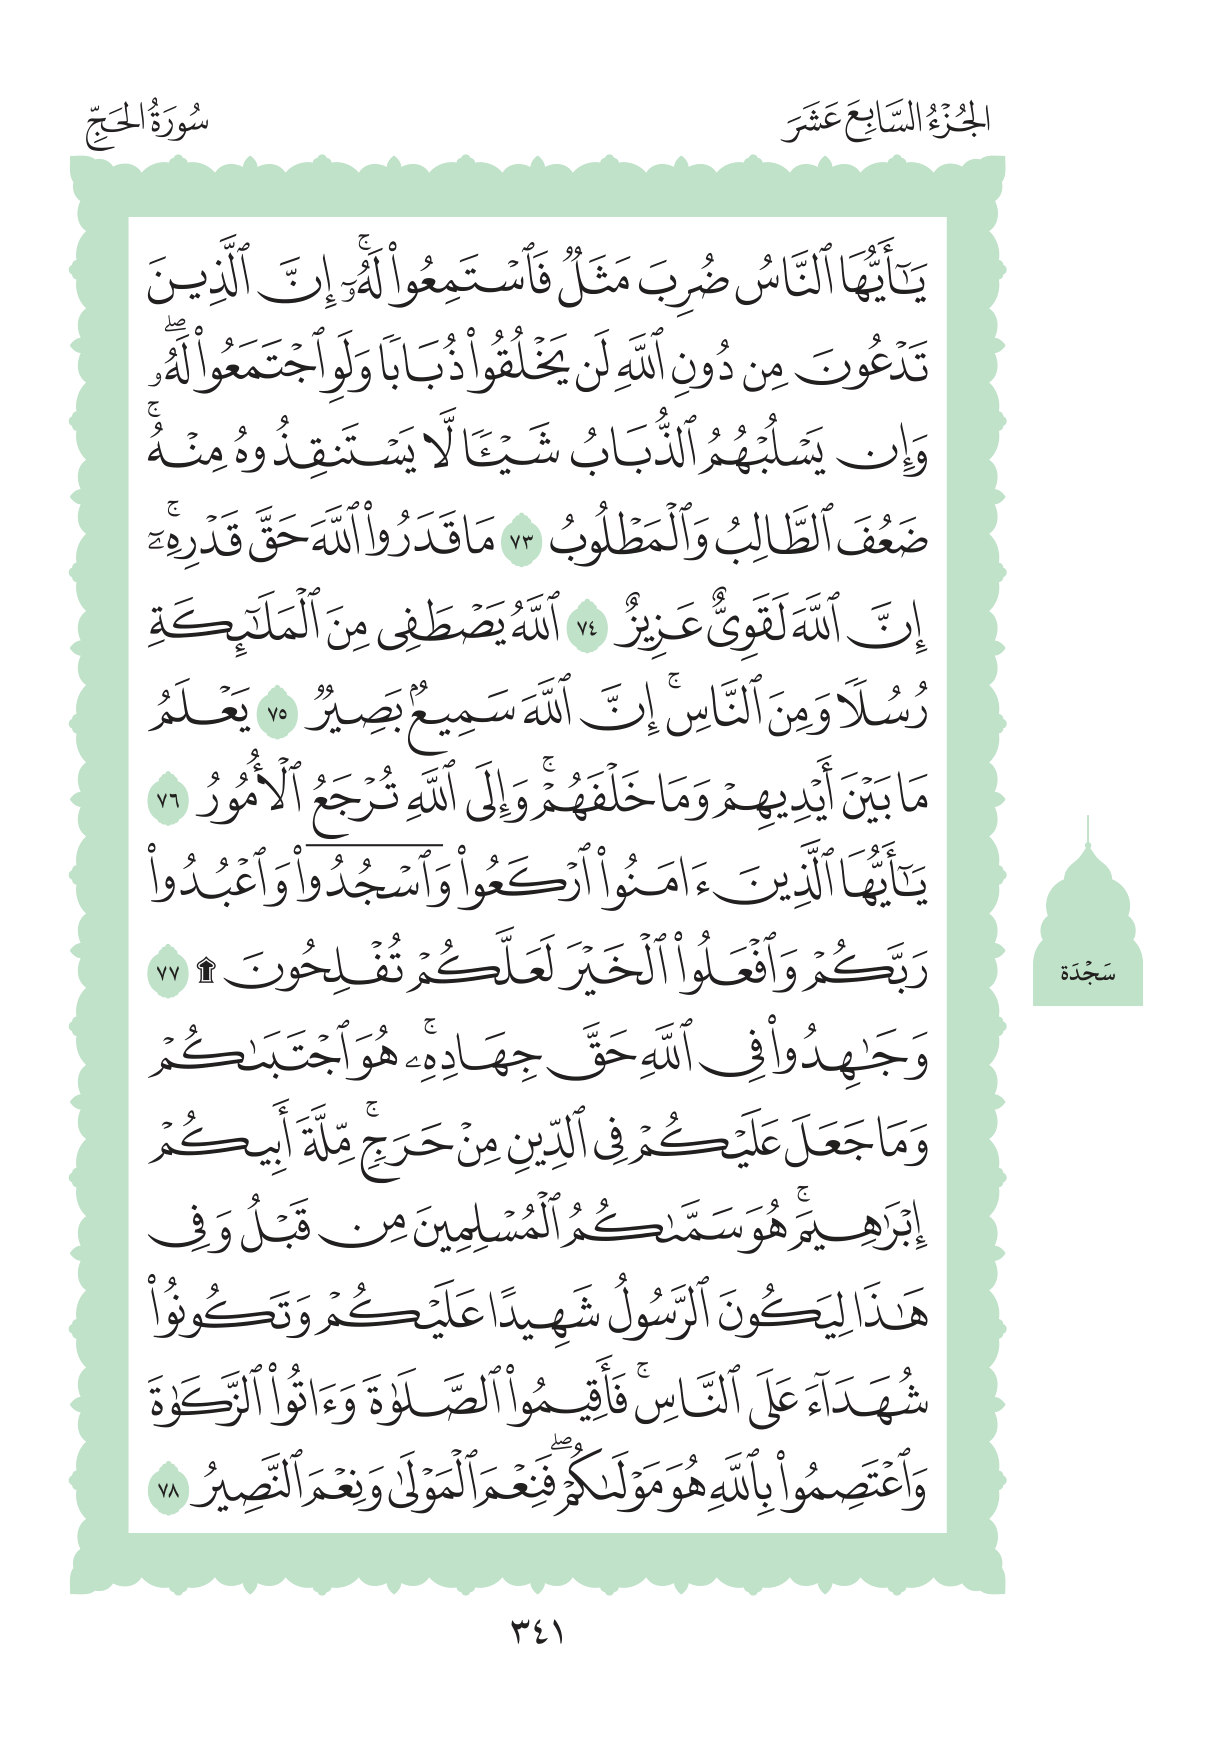 الجُزْءُ السَّابِعَ عَشَرَ
سُورَةُ الحَجِّ
يَٰٓأَيُّهَا ٱلنَّاسُ ضُرِبَ مَثَلٞ فَٱسۡتَمِعُواْ لَهُۥٓۚ إِنَّ ٱلَّذِينَ
تَدۡعُونَ مِن دُونِ ٱللَّهِ لَن يَخۡلُقُواْ ذُبَابٗا وَلَوِ ٱجۡتَمَعُواْ لَهُۥۖ
وَإِن يَسۡلُبۡهُمُ ٱلذُّبَابُ شَيۡـٔٗا لَّا يَسۡتَنقِذُوهُ مِنۡهُۚ
ضَعُفَ ٱلطَّالِبُ وَٱلۡمَطۡلُوبُ ٧٣ مَا قَدَرُواْ ٱللَّهَ حَقَّ قَدۡرِهِۦٓۚ
إِنَّ ٱللَّهَ لَقَوِيٌّ عَزِيزٌ ٧٤ ٱللَّهُ يَصۡطَفِي مِنَ ٱلۡمَلَٰٓئِكَةِ
رُسُلٗا وَمِنَ ٱلنَّاسِۚ إِنَّ ٱللَّهَ سَمِيعُۢ بَصِيرٞ ٧٥ يَعۡلَمُ
مَا بَيۡنَ أَيۡدِيهِمۡ وَمَا خَلۡفَهُمۡۚ وَإِلَى ٱللَّهِ تُرۡجَعُ ٱلۡأُمُورُ ٧٦
يَٰٓأَيُّهَا ٱلَّذِينَ ءَامَنُواْ ٱرۡكَعُواْ وَٱسۡجُدُواْ وَٱعۡبُدُواْ
رَبَّكُمۡ وَٱفۡعَلُواْ ٱلۡخَيۡرَ لَعَلَّكُمۡ تُفۡلِحُونَ ۩ ٧٧
وَجَٰهِدُواْ فِي ٱللَّهِ حَقَّ جِهَادِهِۦۚ هُوَ ٱجۡتَبَىٰكُمۡ
وَمَا جَعَلَ عَلَيۡكُمۡ فِي ٱلدِّينِ مِنۡ حَرَجٖۚ مِّلَّةَ أَبِيكُمۡ
إِبۡرَٰهِيمَۚ هُوَ سَمَّىٰكُمُ ٱلۡمُسۡلِمِينَ مِن قَبۡلُ وَفِي
هَٰذَا لِيَكُونَ ٱلرَّسُولُ شَهِيدًا عَلَيۡكُمۡ وَتَكُونُواْ
شُهَدَآءَ عَلَى ٱلنَّاسِۚ فَأَقِيمُواْ ٱلصَّلَوٰةَ وَءَاتُواْ ٱلزَّكَوٰةَ
وَٱعۡتَصِمُواْ بِٱللَّهِ هُوَ مَوۡلَىٰكُمۡۖ فَنِعۡمَ ٱلۡمَوۡلَىٰ وَنِعۡمَ ٱلنَّصِيرُ ٧٨
سَجْدَة
٣٤١